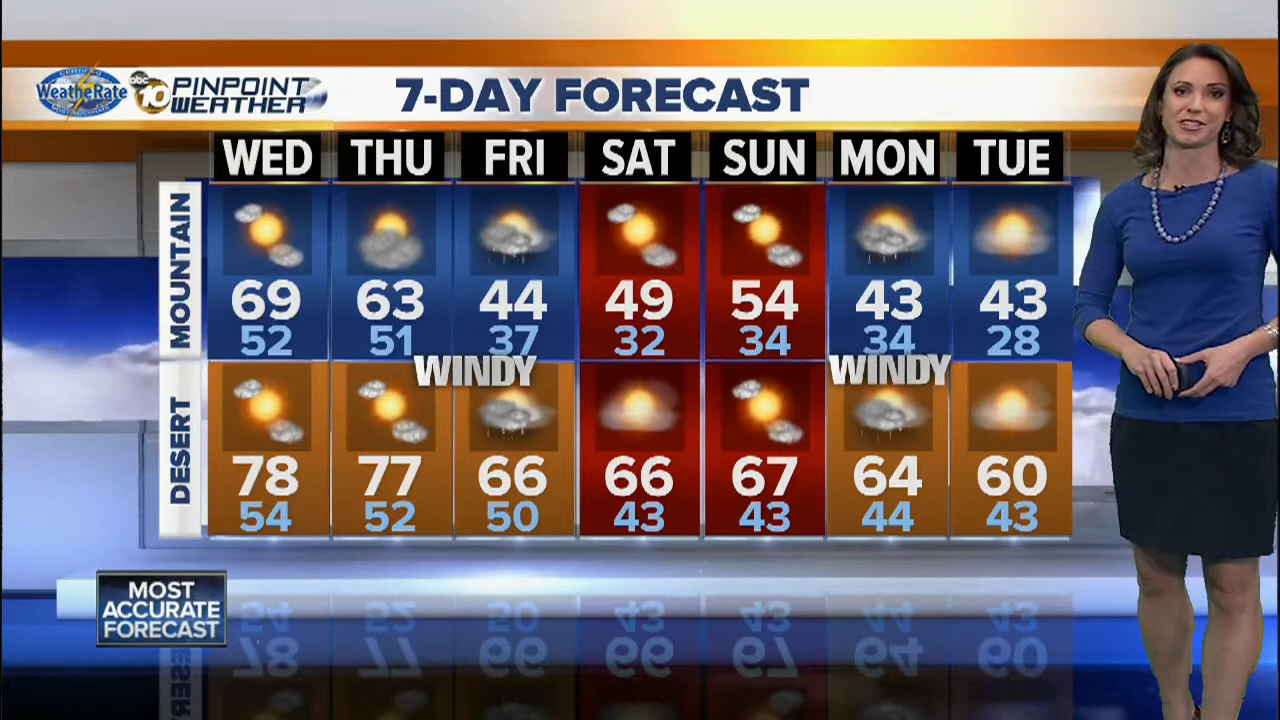 WeatheRate
abc
10
PINPOINT
WEATHER
7-DAY FORECAST
WED THU FRI SAT SUN MON TUE
MOUNTAIN
69 63 44 49 54 43 43
52 51 37 32 34 34 28
WINDY WINDY
DESERT
78 77 66 66 67 64 60
54 52 50 43 43 44 43
MOST
ACCURATE
FORECAST